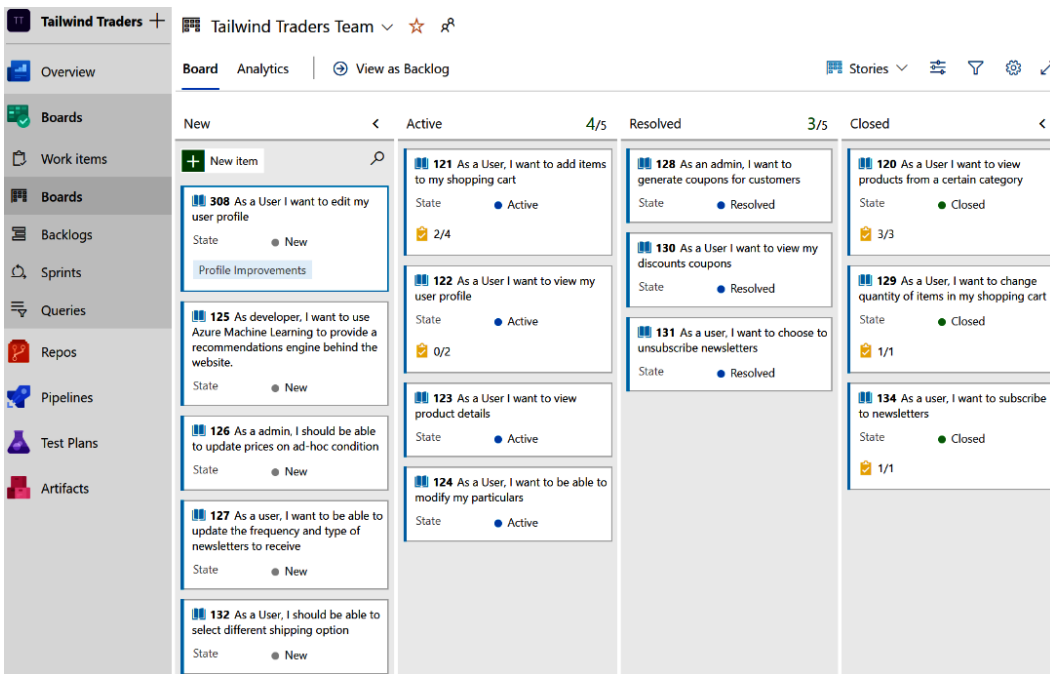 TT Tailwind Traders
Overview
Boards
Work items
Boards
Backlogs
Sprints
Queries
Repos
Pipelines
Test Plans
Artifacts
Tailwind Traders Team
Board Analytics View as Backlog Stories
New
New item
308 As a User I want to edit my
user profile
State New
Profile Improvements
125 As developer, I want to use
Azure Machine Learning to provide a
recommendations engine behind the
website.
State New
126 As a admin, I should be able
to update prices on ad-hoc condition
State New
127 As a user, I want to be able to
update the frequency and type of
newsletters to receive
State New
132 As a User, I should be able to
select different shipping option
State New
Active 4/5
121 As a User, I want to add items
to my shopping cart
State Active
2/4
122 As a User, I want to view my
user profile
State Active
0/2
123 As a User I want to view
product details
State Active
124 As a User, I want to be able to
modify my particulars
State Active
Resolved 3/5
128 As an admin, I want to
generate coupons for customers
State Resolved
130 As a User I want to view my
discounts coupons
State Resolved
131 As a user, I want to choose to
unsubscribe newsletters
State Resolved
Closed
120 As a User I want to view
products from a certain category
State Closed
3/3
129 As a User, I want to change
quantity of items in my shopping cart
State Closed
1/1
134 As a user, I want to subscribe
to newsletters
State Closed
1/1